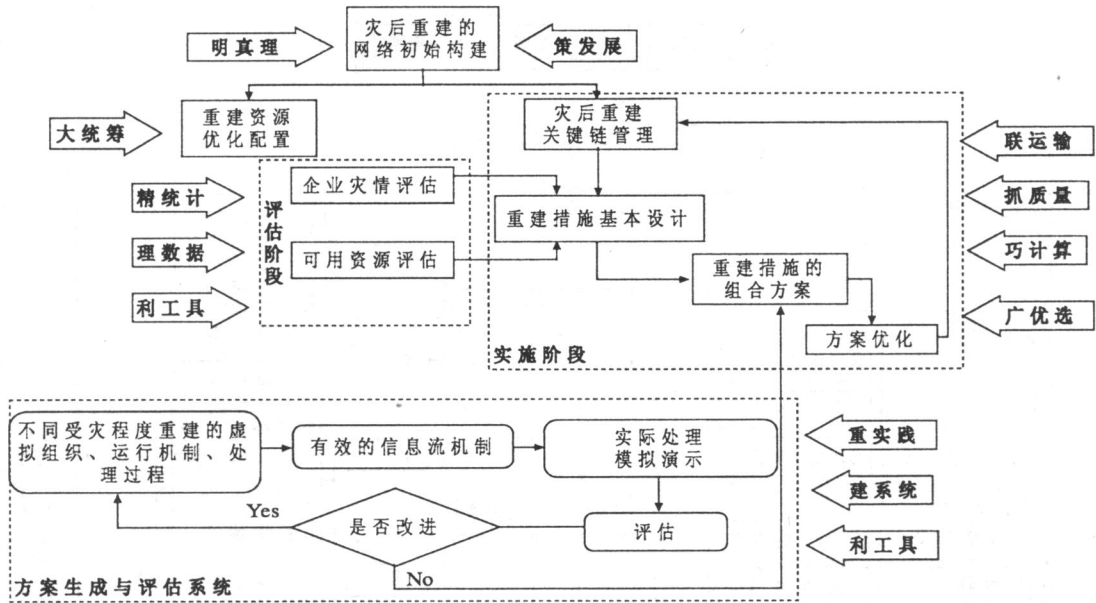 灾后重建的
网络初始构建
明真理
策发展
大统筹
重建资源
优化配置
灾后重建
关键链管理
联运输
精统计
企业灾情评估
抓质量
评估阶段
重建措施基本设计
理数据
可用资源评估
巧计算
重建措施的
组合方案
利工具
广优选
方案优化
实施阶段
不同受灾程度重建的虚
拟组织、运行机制、处
理过程
有效的信息流机制
实际处理
模拟演示
重实践
Yes
是否改进
评估
建系统
利工具
No
方案生成与评估系统